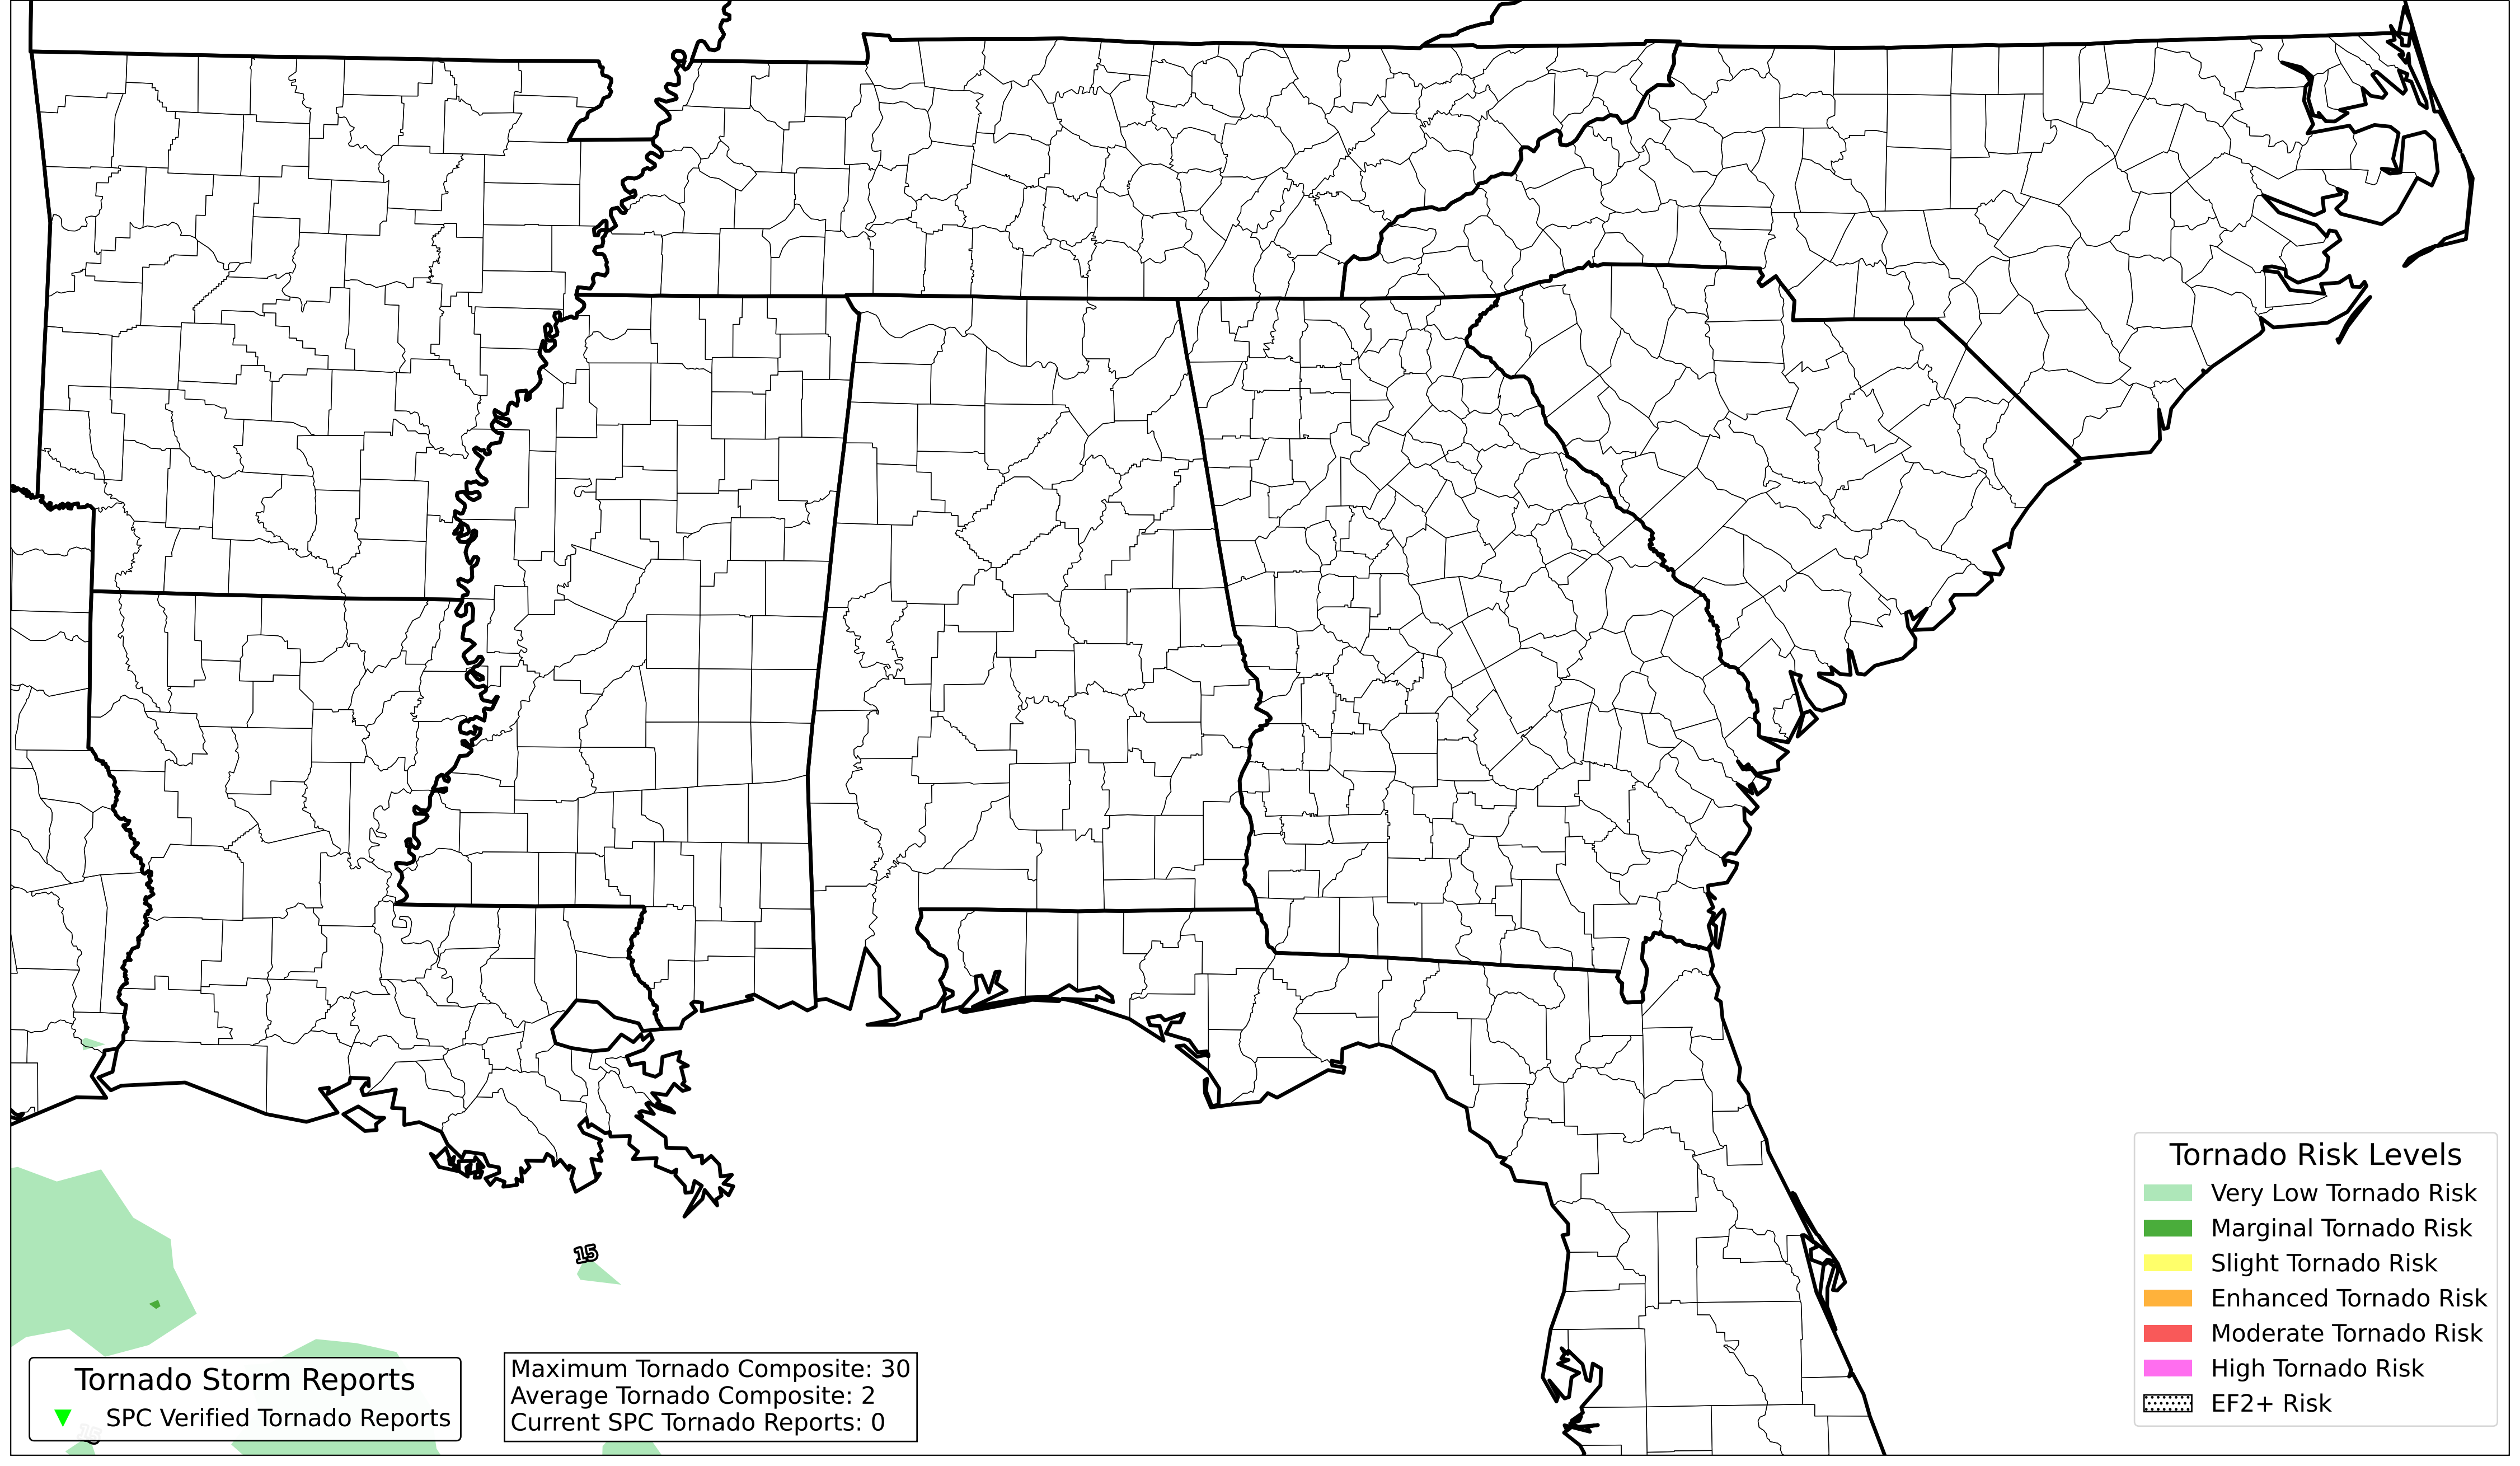 15
Tornado Storm Reports
SPC Verified Tornado Reports
Maximum Tornado Composite: 30
Average Tornado Composite: 2
Current SPC Tornado Reports: 0
Tornado Risk Levels
Very Low Tornado Risk
Marginal Tornado Risk
Slight Tornado Risk
Enhanced Tornado Risk
Moderate Tornado Risk
High Tornado Risk
EF2+ Risk